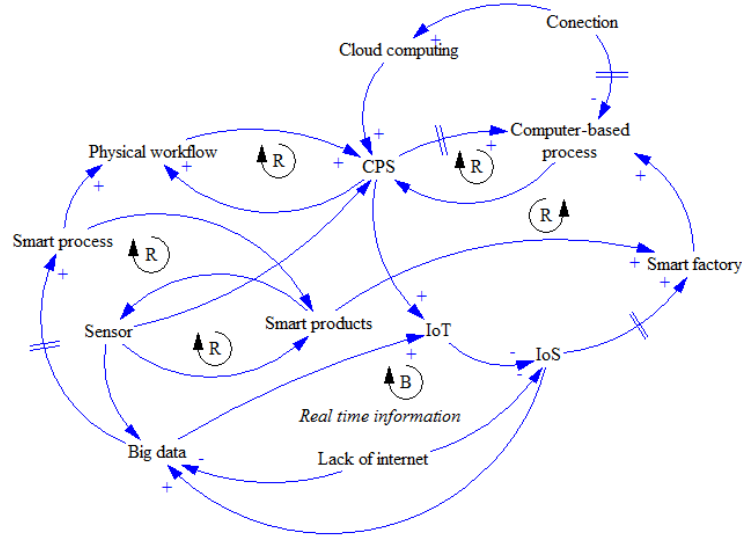 Conection
Cloud computing
+
+
-
Computer-based
process
+
Physical workflow
+
R
+
CPS
R
+
+
R
Smart process
+
R
+
+
Smart factory
Sensor
Smart products
R
+
IoT
+
-
-
IoS
B
Real time information
Big data
-
Lack of internet
+